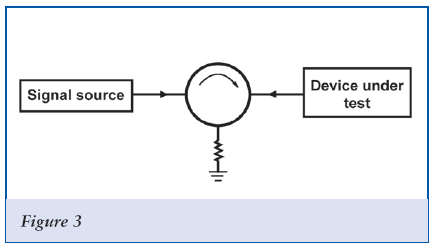 Signal source
Device under
test
Figure 3